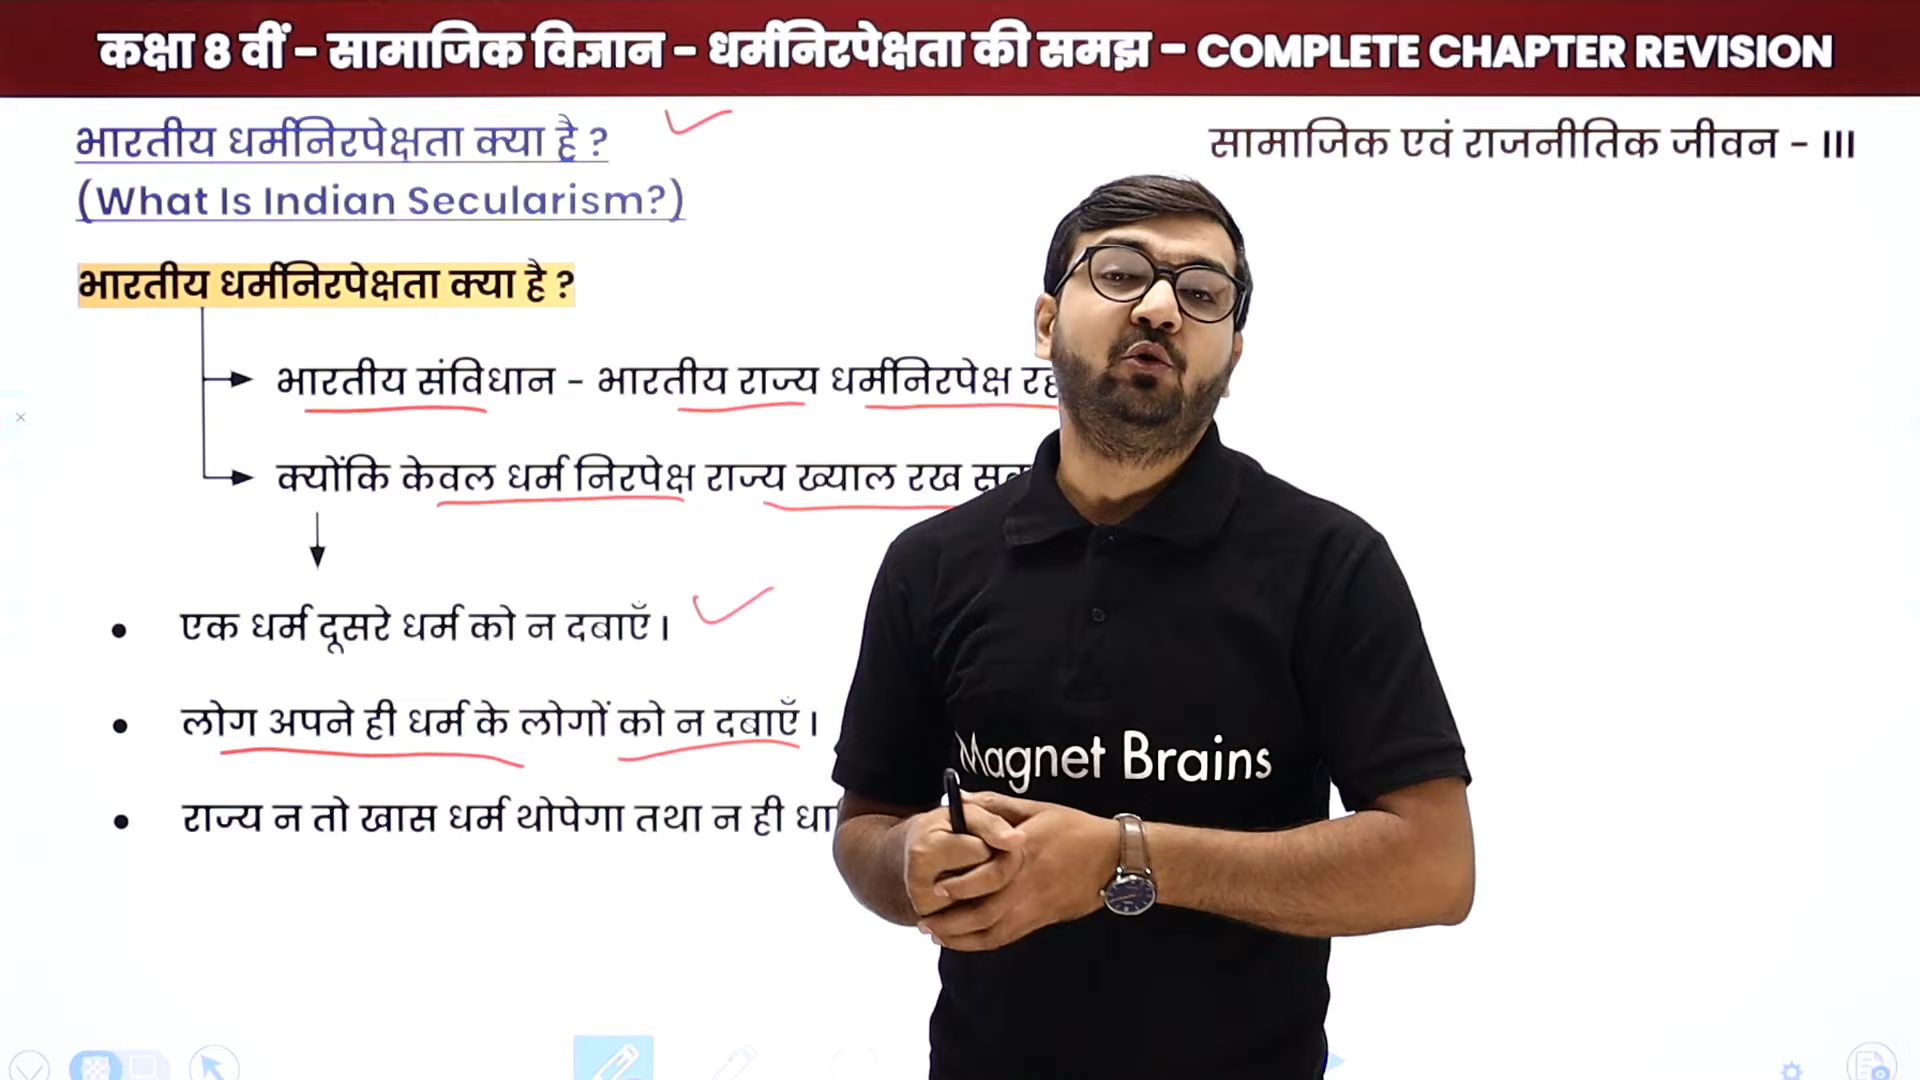 कक्षा 8 वीं - सामाजिक विज्ञान - धर्मनिरपेक्षता की समझ - COMPLETE CHAPTER REVISION
भारतीय धर्मनिरपेक्षता क्या है ?
सामाजिक एवं राजनीतिक जीवन - III
(What Is Indian Secularism?)
भारतीय धर्मनिरपेक्षता क्या है ?
भारतीय संविधान - भारतीय राज्य धर्मनिरपेक्ष
क्योंकि केवल धर्म निरपेक्ष राज्य ख्याल रख
• एक धर्म दूसरे धर्म को न दबाएँ।
• लोग अपने ही धर्म के लोगों को न दबाएँ।
• राज्य न तो खास धर्म थोपेगा तथा न ही
Magnet Brains